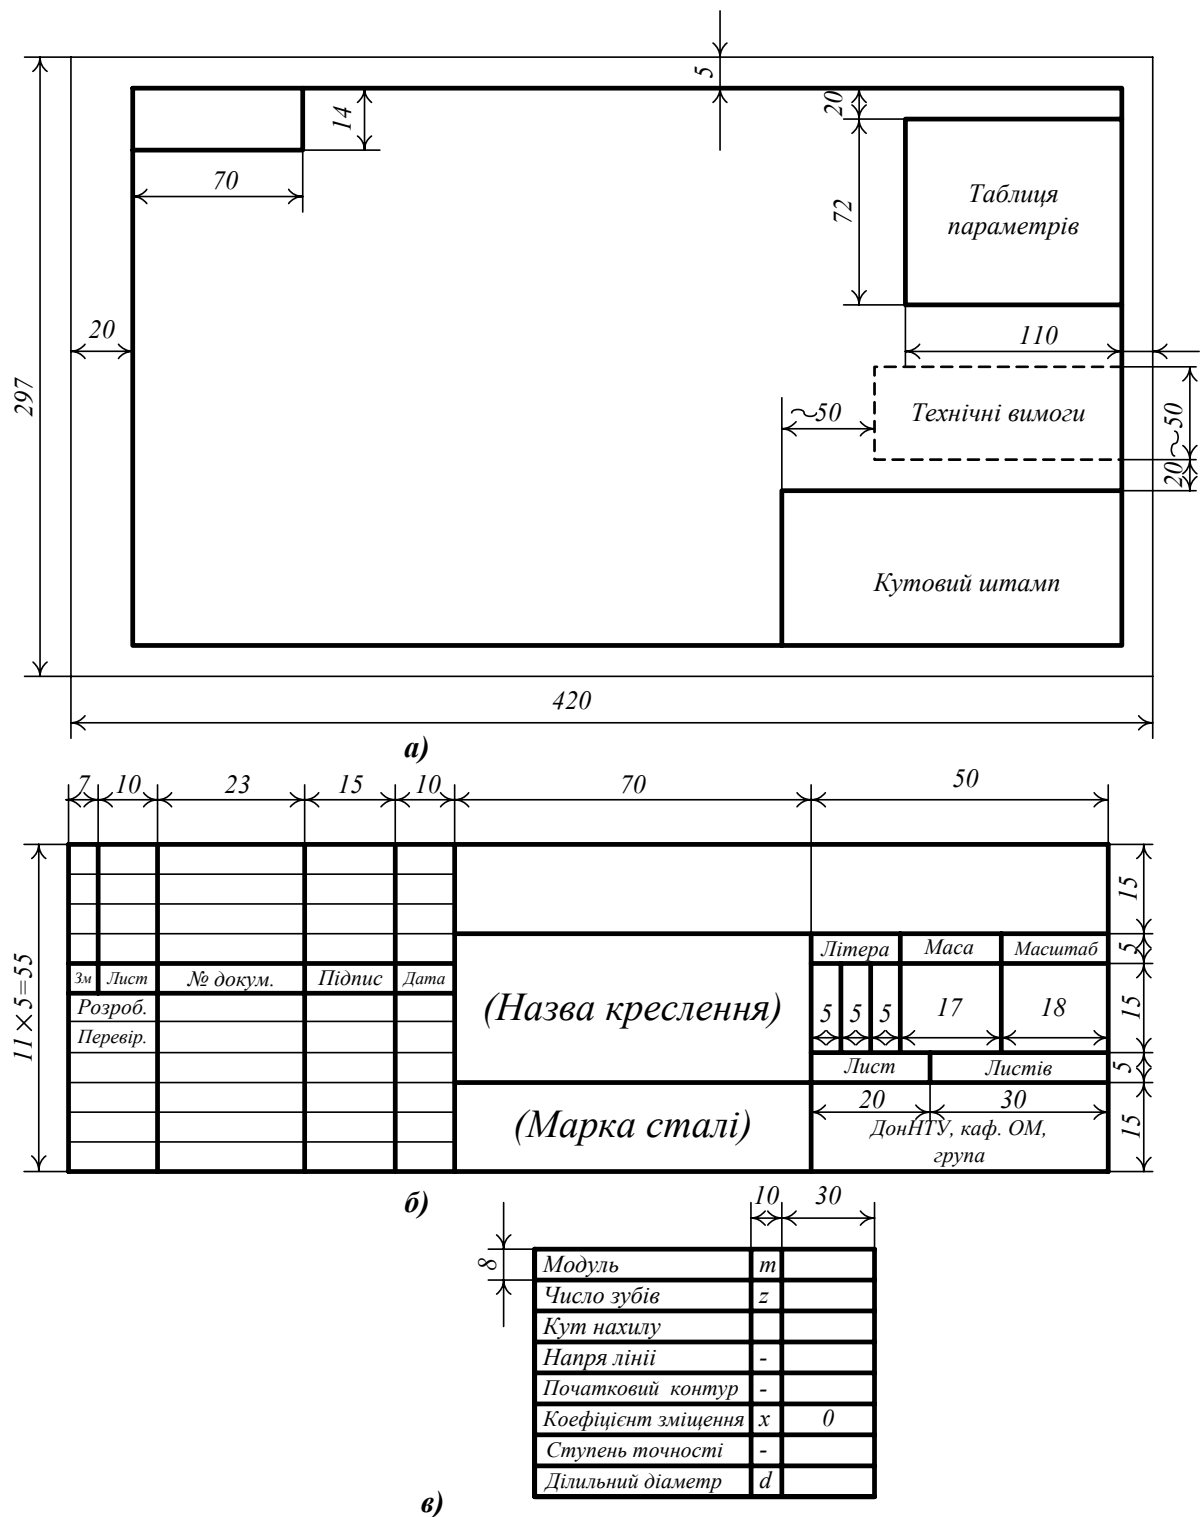 5
14
20
70
72
Таблиця
параметрів
20
110
297
~50
Технічні вимоги
~50
20
Кутовий штамп
420
а)
7 10 23 15 10 70 50
15
Літера Маса Масштаб 5
Зм Лист № докум. Підпис Дата
11×5=55
Розроб.
(Назва креслення)
5 5 5 17 18 15
Перевір.
Лист Листів 5
20 30
(Марка сталі)
ДонНТУ, каф. ОМ,
група
15
б)
10 30
8
Модуль m
Число зубів z
Кут нахилу
Напря лінії -
Початковий контур -
Коефіцієнт зміщення x 0
Ступень точності -
Ділильний діаметр d
в)